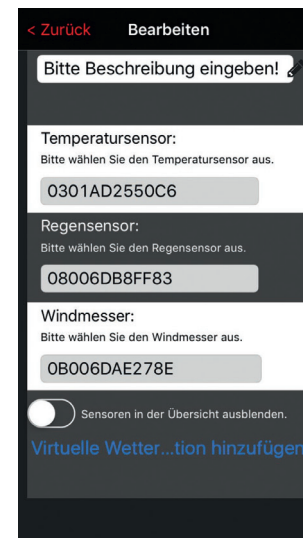 < Zurück Bearbeiten
Bitte Beschreibung eingeben!
Temperatursensor:
Bitte wählen Sie den Temperatursensor aus.
0301AD2550C6
Regensensor:
Bitte wählen Sie den Regensensor aus.
08006DB8FF83
Windmesser:
Bitte wählen Sie den Windmesser aus.
0B006DAE278E
Sensoren in der Übersicht ausblenden.
Virtuelle Wetter...tion hinzufügen